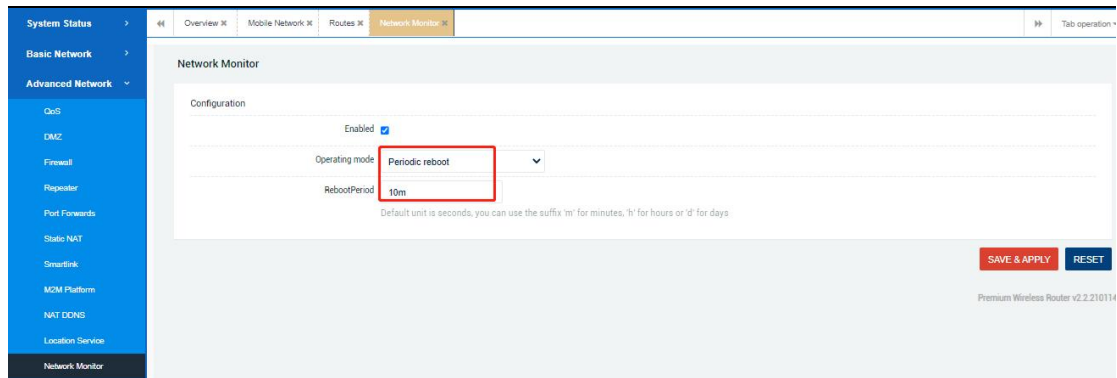 System Status
Overview Mobile Network Routes Network Monitor Tab operation
Basic Network
Network Monitor
Advanced Network
Configuration
QoS
Enabled
DMZ
Operating mode Periodic reboot
Firewall
RebootPeriod 10m
Repeater
Default unit is seconds, you can use the suffix 'm' for minutes, 'h' for hours or 'd' for days
Port Forwards
Static NAT
Smartlink
SAVE & APPLY RESET
M2M Platform
Premium Wireless Router v2.2.210114
NAT DDNS
Location Service
Network Monitor